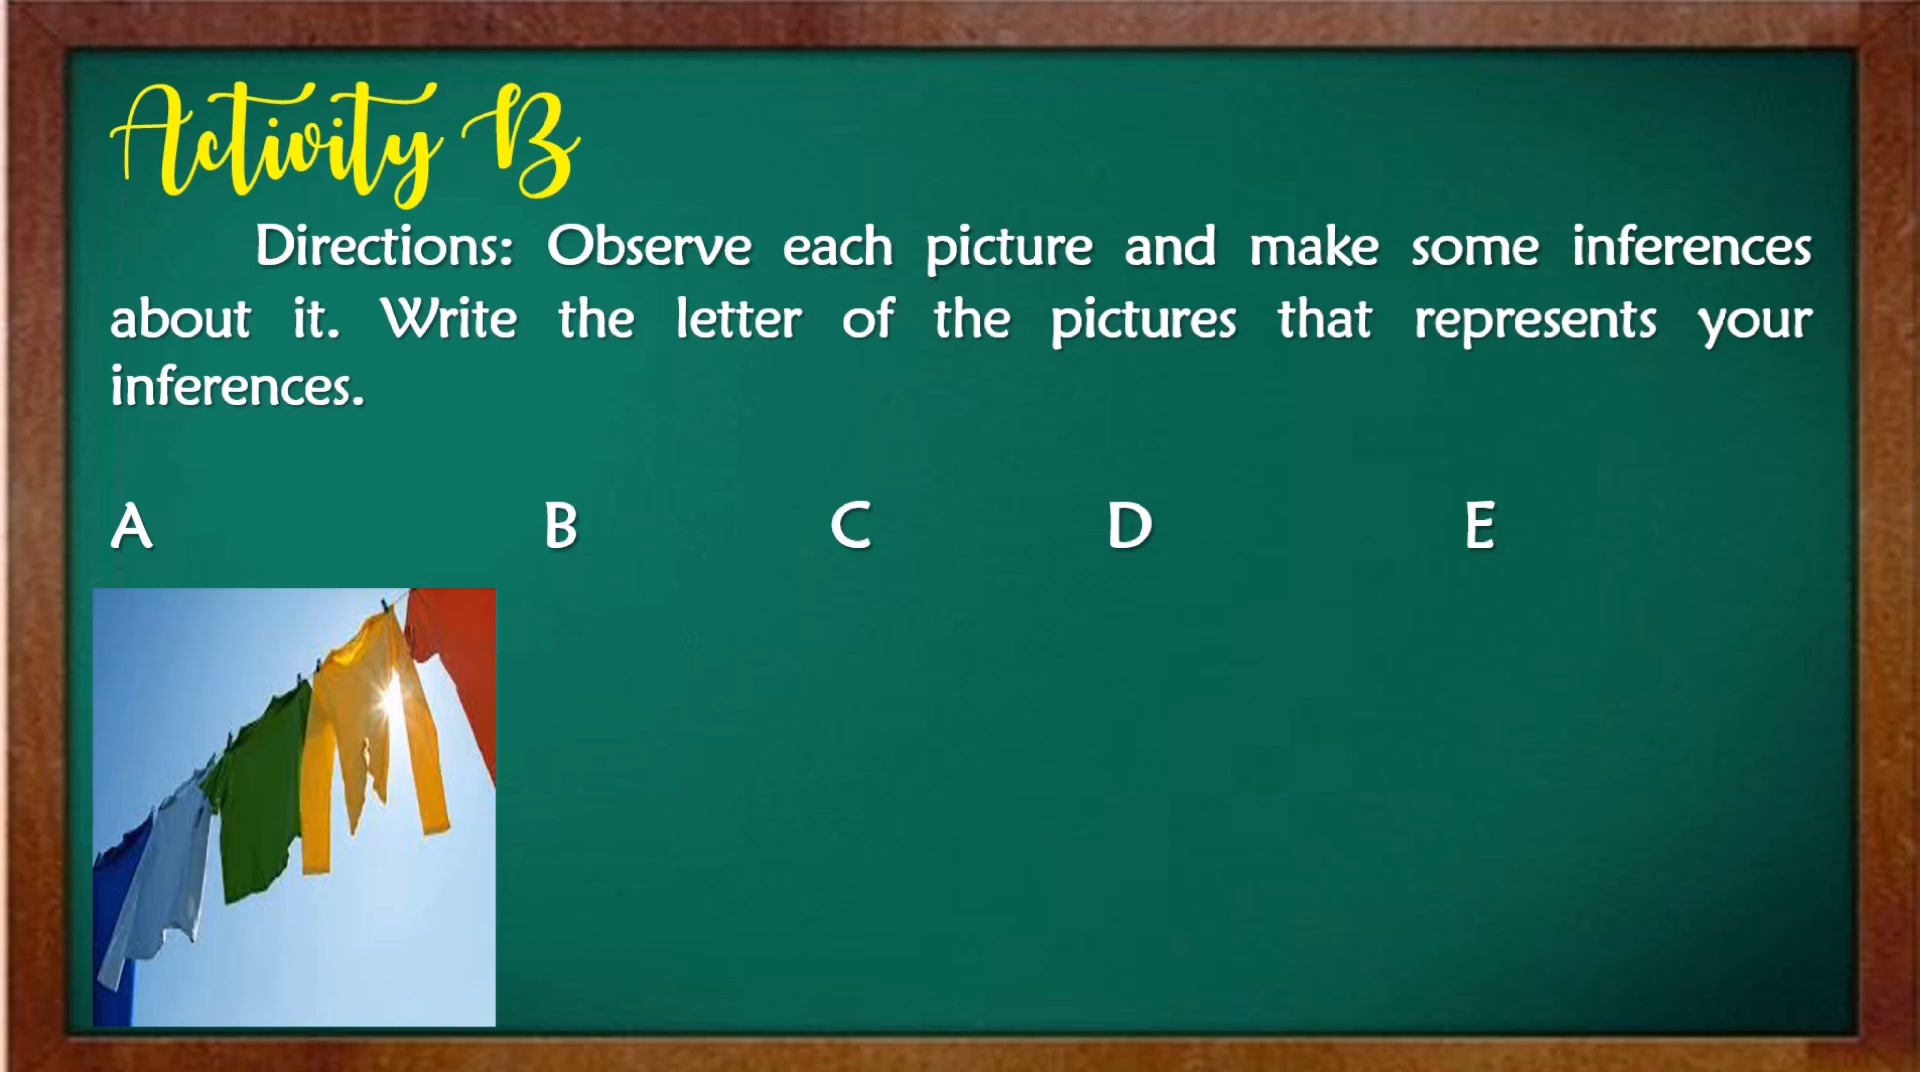 Activity B
Directions: Observe each picture and make some inferences
about it. Write the letter of the pictures that represents your
inferences.
A B C D E